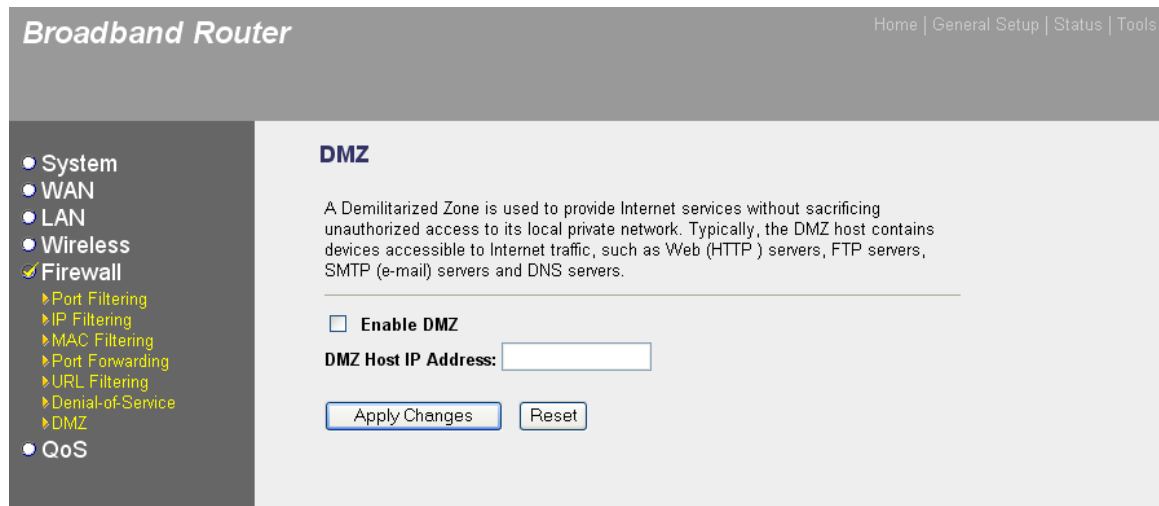 Broadband Router
Home | General Setup | Status | Tools
System
WAN
LAN
Wireless
Firewall
Port Filtering
IP Filtering
MAC Filtering
Port Forwarding
URL Filtering
Denial-of-Service
DMZ
QoS
DMZ
A Demilitarized Zone is used to provide Internet services without sacrificing
unauthorized access to its local private network. Typically, the DMZ host contains
devices accessible to Internet traffic, such as Web (HTTP ) servers, FTP servers,
SMTP (e-mail) servers and DNS servers.
Enable DMZ
DMZ Host IP Address:
Apply Changes Reset